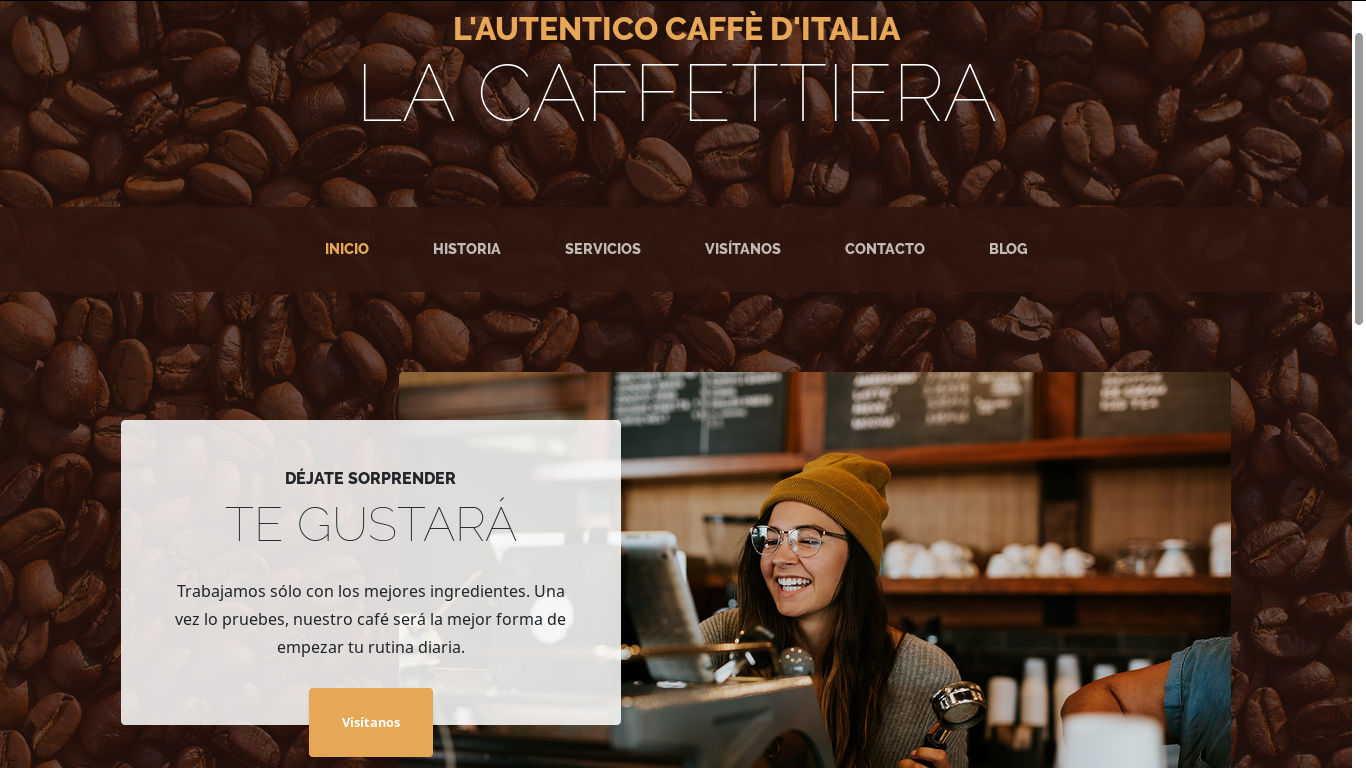 L'AUTENTICO CAFFÈ D'ITALIA
LA CAFFETTIERA
INICIO
HISTORIA
SERVICIOS
VISÍTANOS
CONTACTO
BLOG
DÉJATE SORPRENDER
TE GUSTARÁ
Trabajamos sólo con los mejores ingredientes. Una
vez lo pruebes, nuestro café será la mejor forma de
empezar tu rutina diaria.
Visítanos